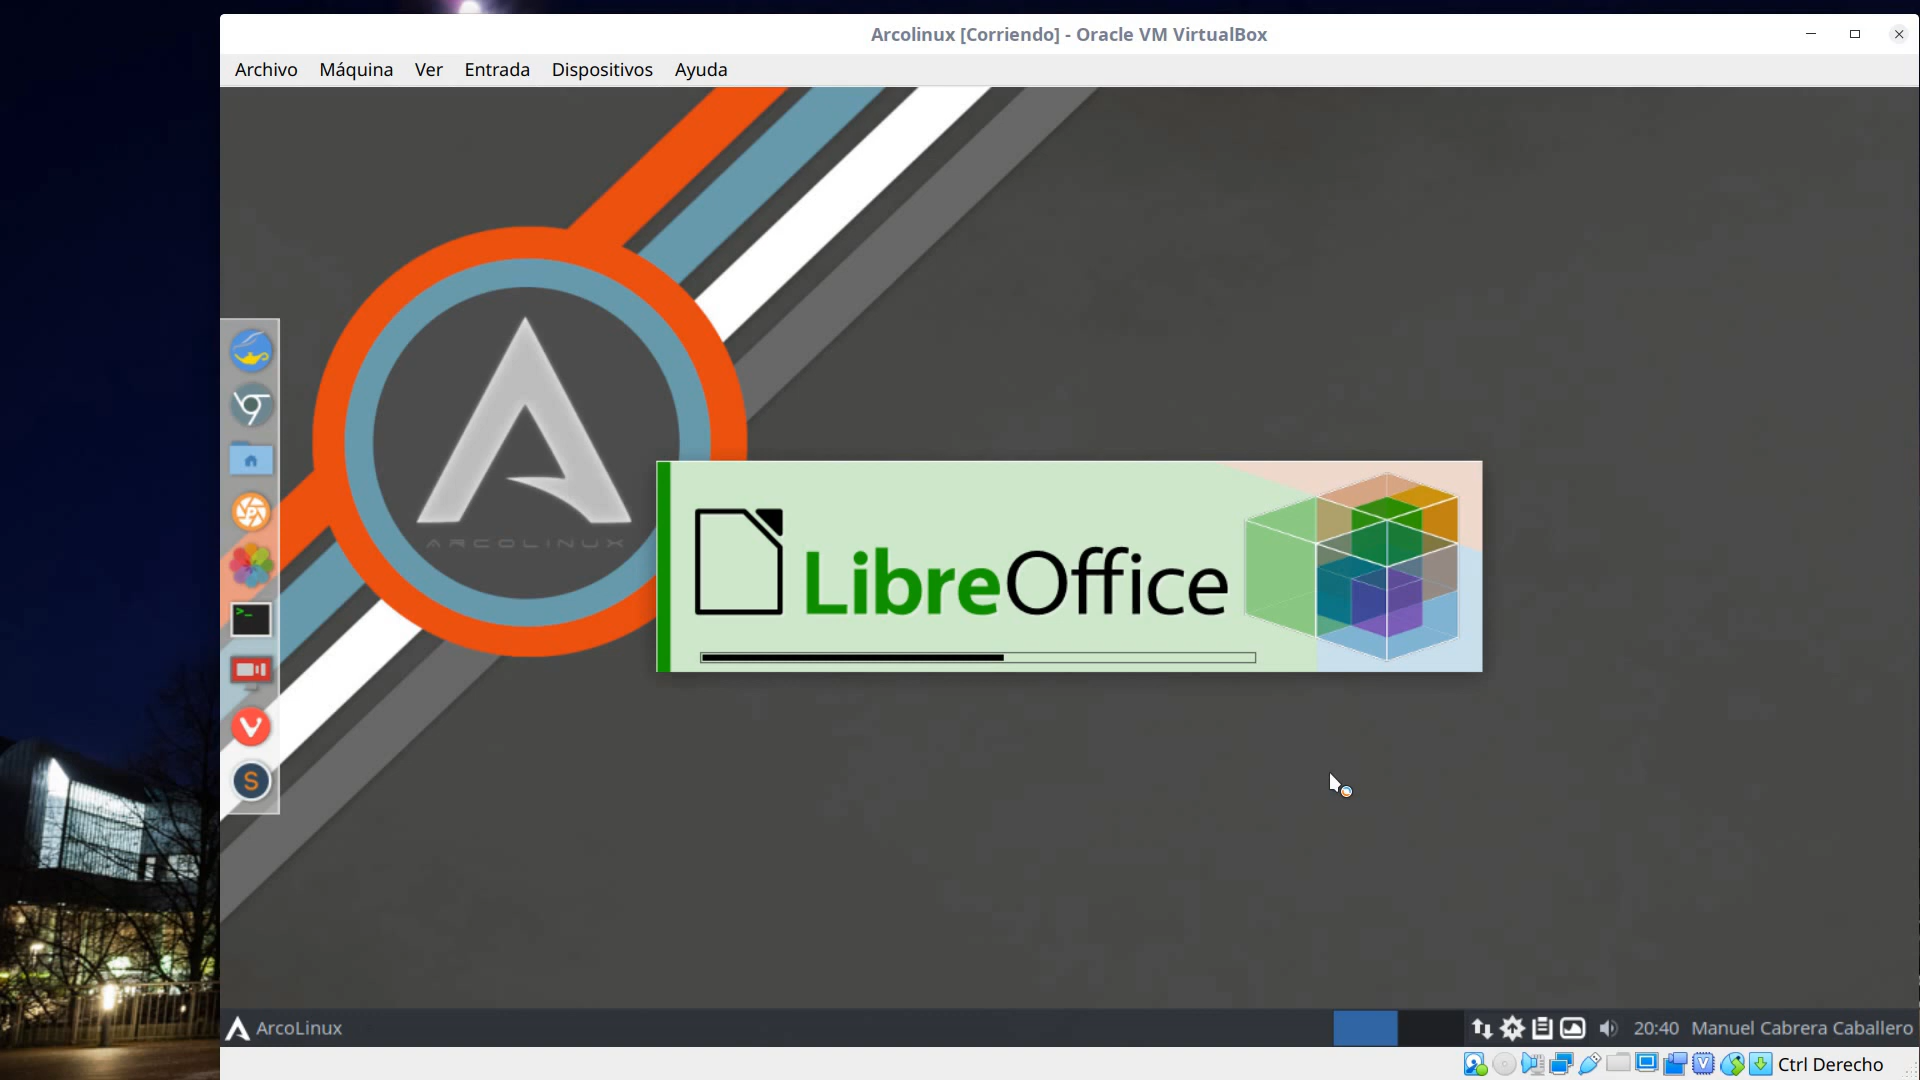 Arcolinux [Corriendo] - Oracle VM VirtualBox
Archivo Máquina Ver Entrada Dispositivos Ayuda
ARCOLINUX
LibreOffice
ArcoLinux
20:40 Manuel Cabrera Caballero
Ctrl Derecho